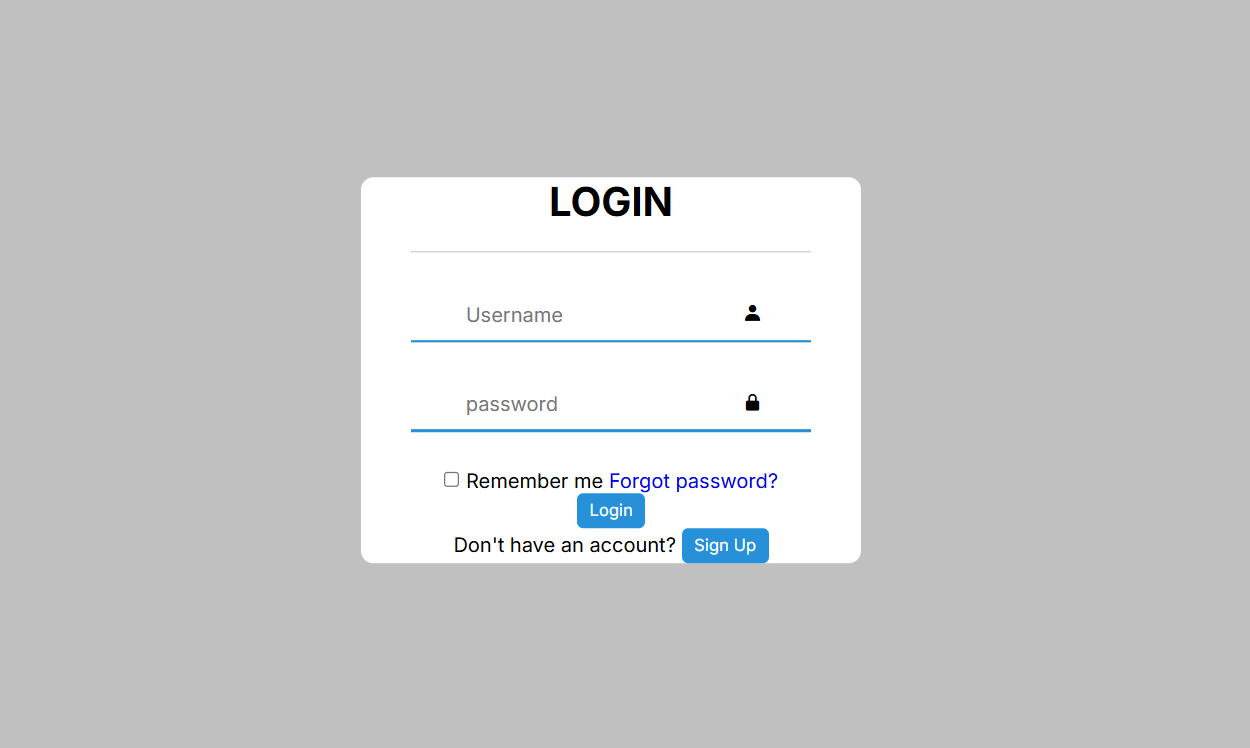 LOGIN
Username
password
Remember me Forgot password?
Login
Don't have an account? Sign Up